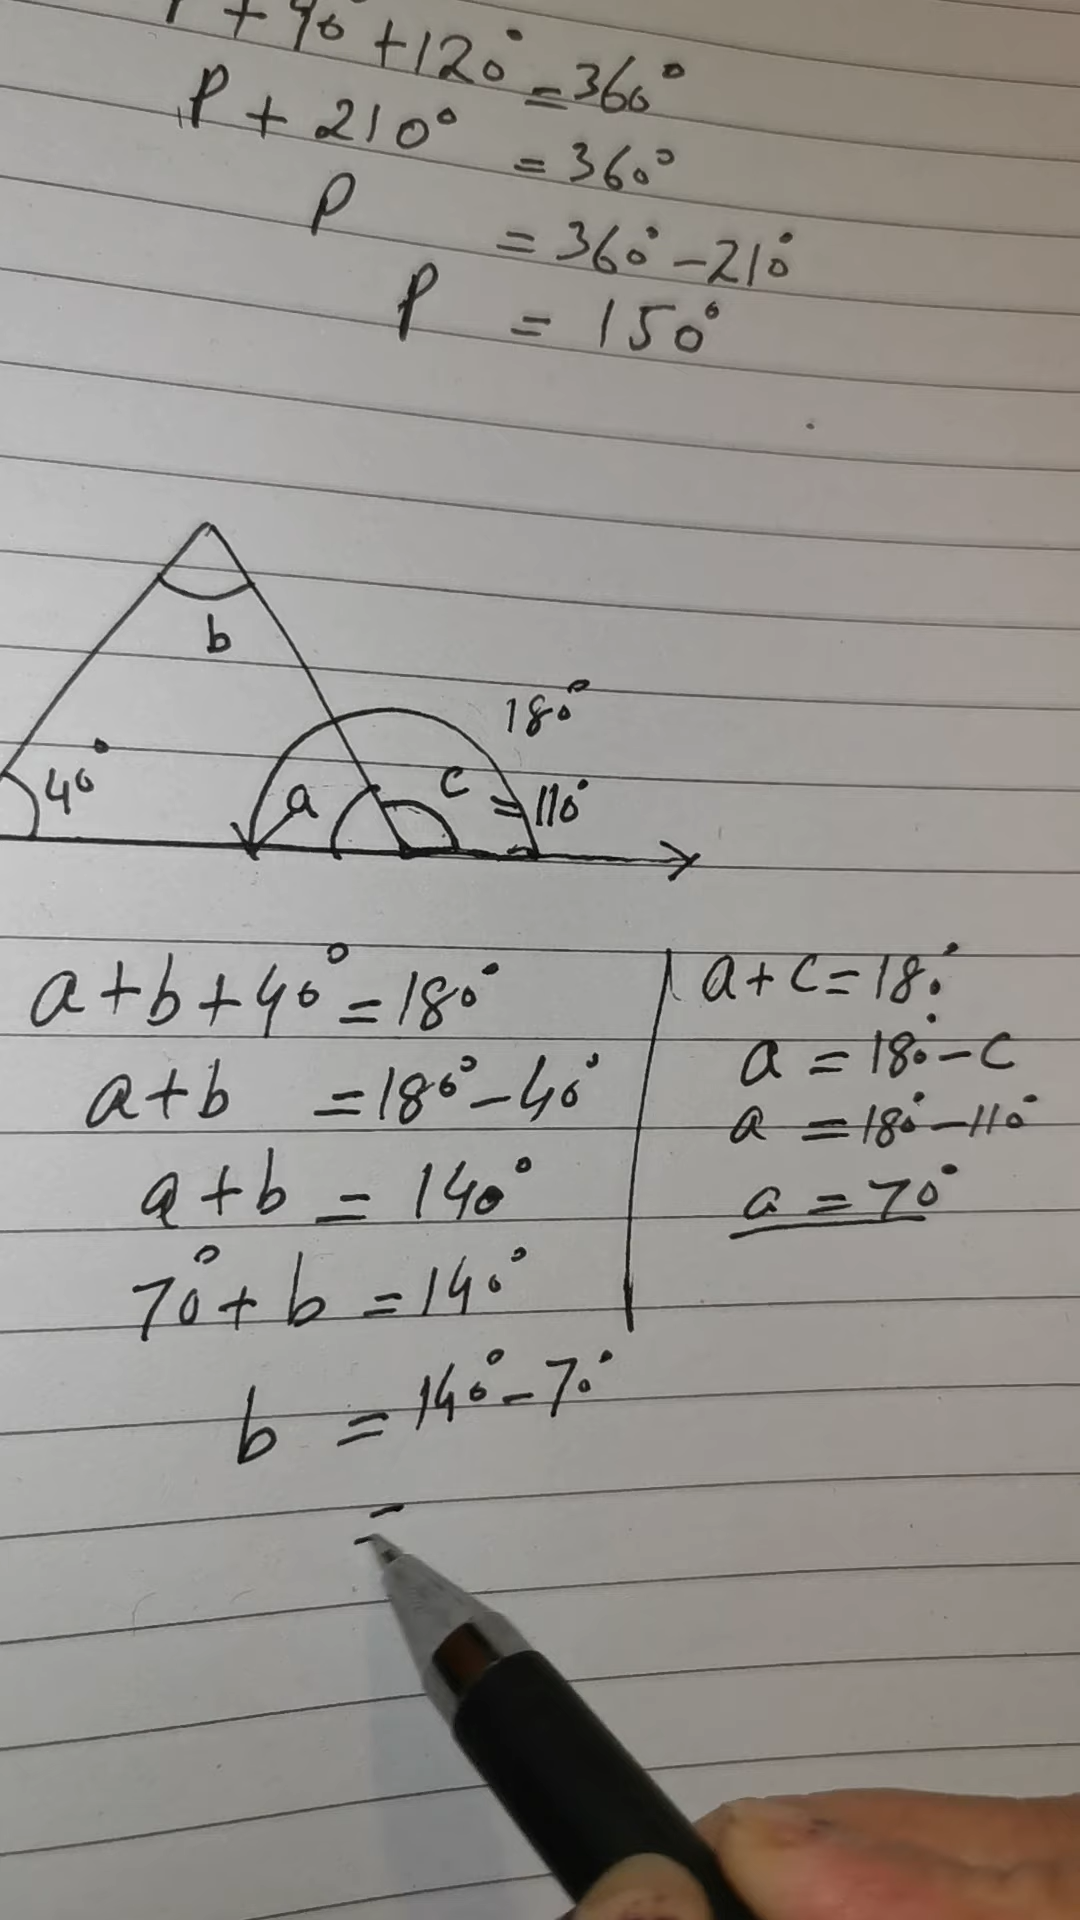 + 90° + 120° = 360°
P + 210° = 360°
P = 360° - 210°
P = 150°
b
180°
40°
a
c = 110°
a + b + 40° = 180°
a + b = 180° - 40°
a + b = 140°
70° + b = 140°
b = 140° - 70°
=
a + c = 180°
a = 180° - c
a = 180° - 110°
a = 70°